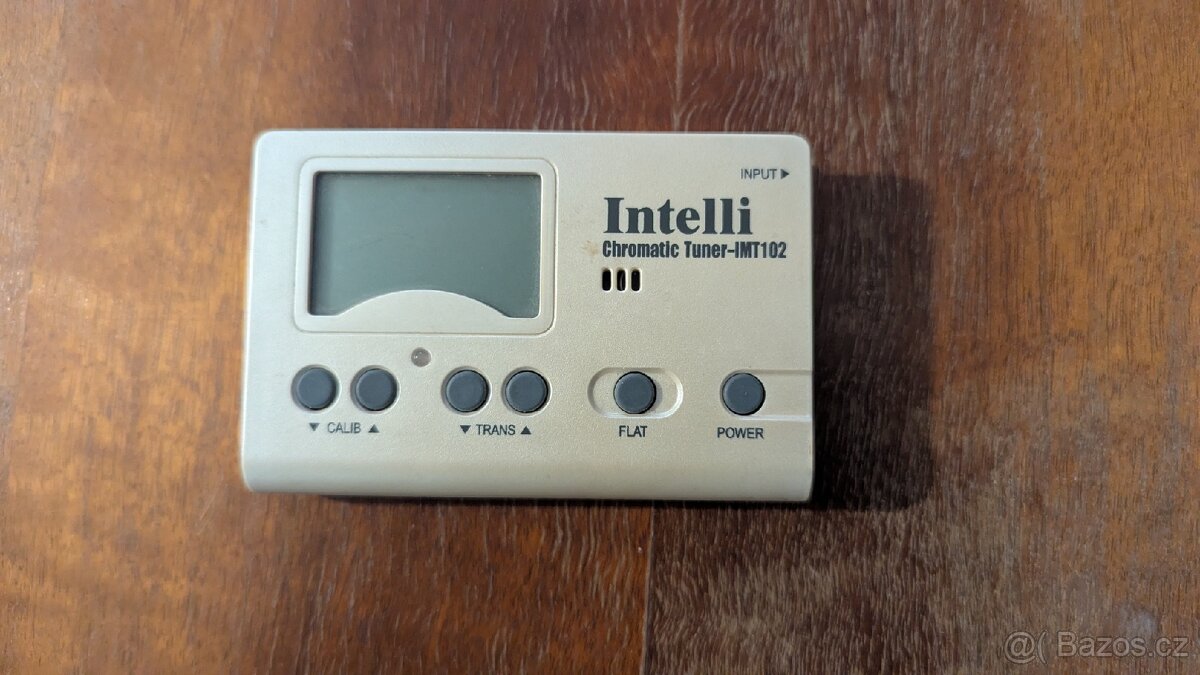 INPUT ▶
Intelli
Chromatic Tuner-IMT102
▼ CALIB ▲
▼ TRANS ▲
FLAT
POWER
@( Bazos.cz